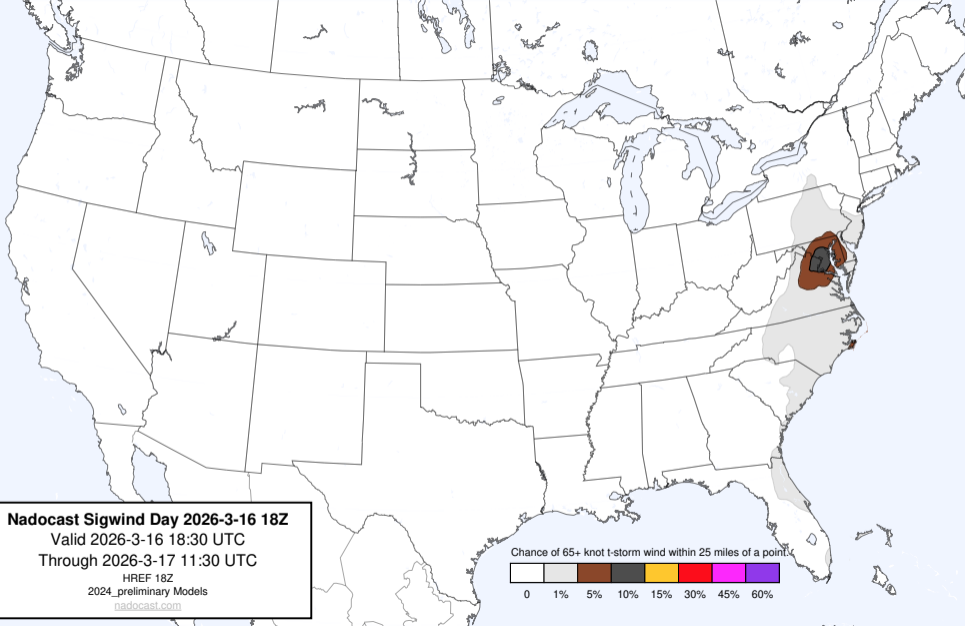 Nadocast Sigwind Day 2026-3-16 18Z
Valid 2026-3-16 18:30 UTC
Through 2026-3-17 11:30 UTC
HREF 18Z
2024_preliminary Models
nadocast.com
Chance of 65+ knot t-storm wind within 25 miles of a point.
0 1% 5% 10% 15% 30% 45% 60%